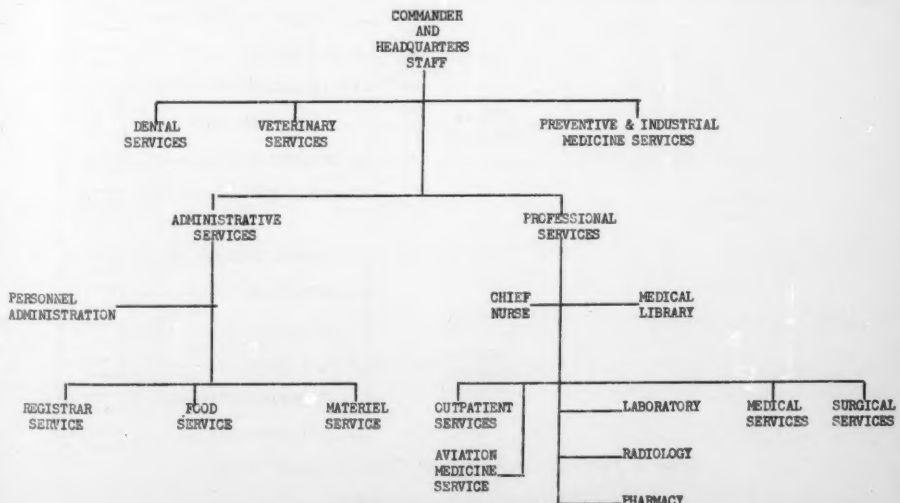 COMMANDER
AND
HEADQUARTERS
STAFF
DENTAL
SERVICES
VETERINARY
SERVICES
PREVENTIVE & INDUSTRIAL
MEDICINE SERVICES
ADMINISTRATIVE
SERVICES
PROFESSIONAL
SERVICES
PERSONNEL
ADMINISTRATION
CHIEF
NURSE
MEDICAL
LIBRARY
REGISTRAR
SERVICE
FOOD
SERVICE
MATERIEL
SERVICE
OUTPATIENT
SERVICES
LABORATORY
MEDICAL
SERVICES
SURGICAL
SERVICES
AVIATION
MEDICINE
SERVICE
RADIOLOGY
PHARMACY